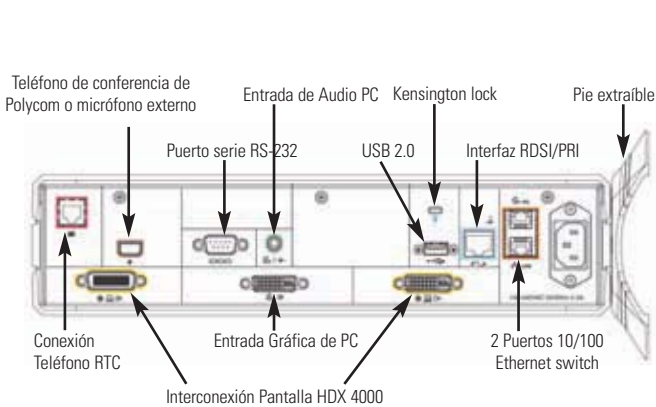 Teléfono de conferencia de
Polycom o micrófono externo
Entrada de Audio PC
Kensington lock
Pie extraíble
Puerto serie RS-232
USB 2.0
Interfaz RDSI/PRI
Conexión
Teléfono RTC
Entrada Gráfica de PC
2 Puertos 10/100
Ethernet switch
Interconexión Pantalla HDX 4000